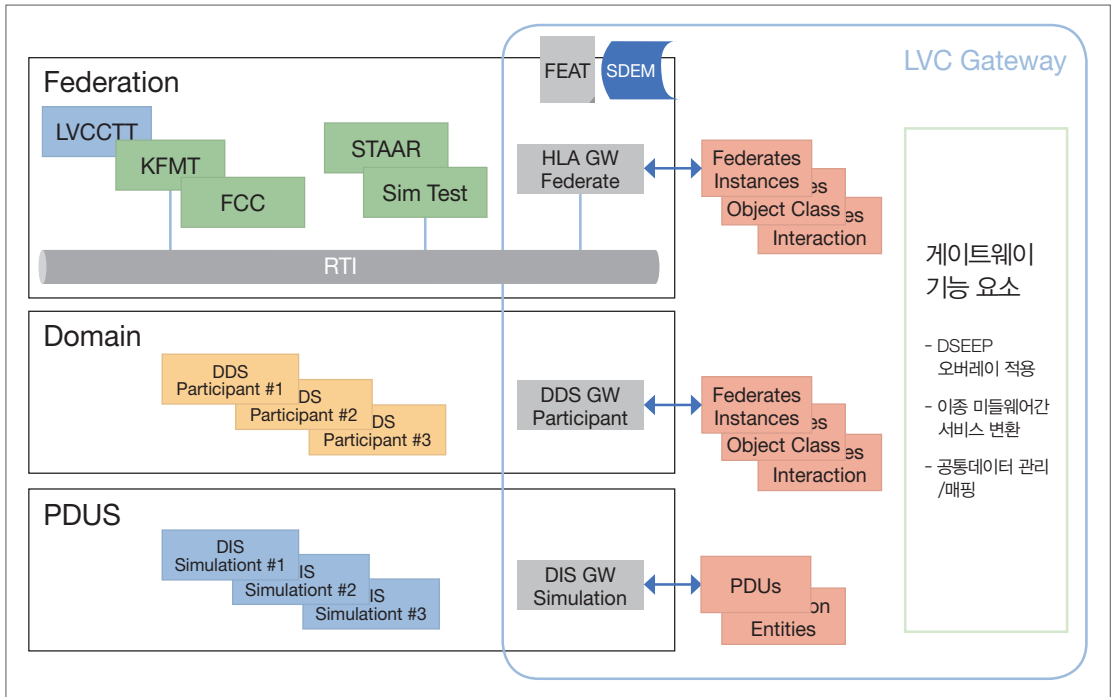 FEAT
SDEM
LVC Gateway
Federation
LVCCTT
KFMT
FCC
STAAR
Sim Test
HLA GW
Federate
Federates
Instances
es
Object Class
es
Interaction
RTI
Domain
DDS
Participant #1
DS
Participant #2
DS
Participant #3
DDS GW
Participant
Federates
Instances
es
Object Class
es
Interaction
PDUS
DIS
Simulationt #1
IS
Simulationt #2
IS
Simulationt #3
DIS GW
Simulation
PDUs
on
Entities
게이트웨이
기능 요소
- DSEEP
오버레이 적용
- 이종 미들웨어간
서비스 변환
- 공통데이터 관리
/매핑